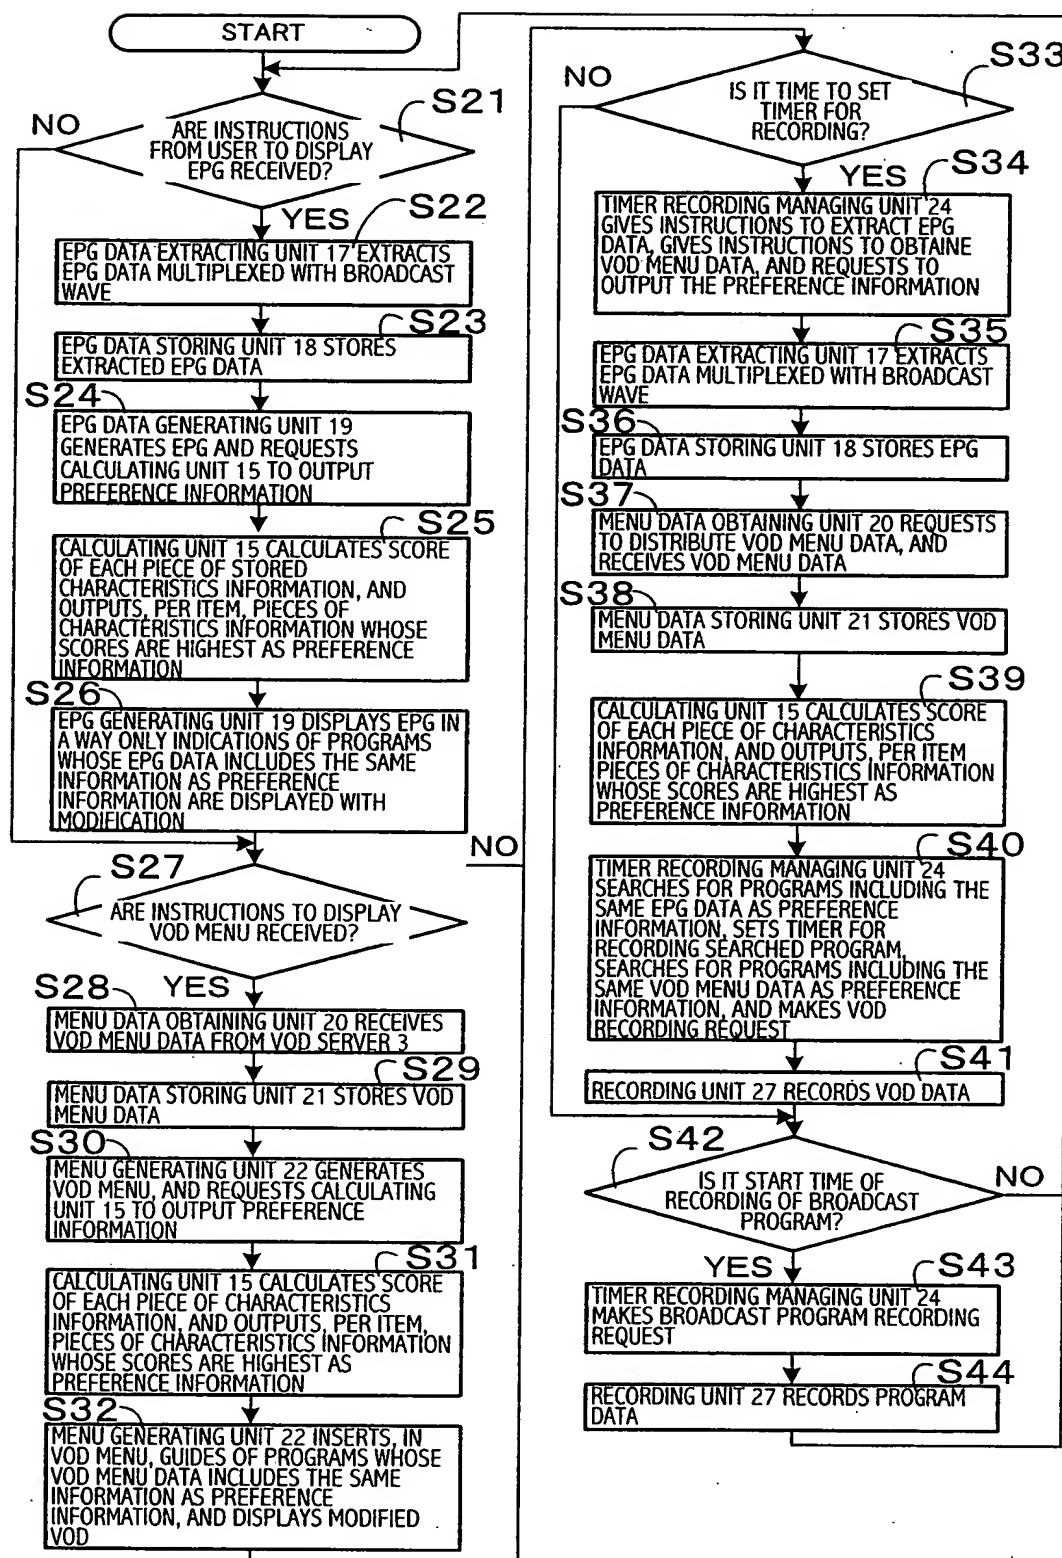 START
S21
NO
ARE INSTRUCTIONS
FROM USER TO DISPLAY
EPG RECEIVED?
YES
S22
EPG DATA EXTRACTING UNIT 17 EXTRACTS
EPG DATA MULTIPLEXED WITH BROADCAST
WAVE
S23
EPG DATA STORING UNIT 18 STORES
EXTRACTED EPG DATA
S24
EPG DATA GENERATING UNIT 19
GENERATES EPG AND REQUESTS
CALCULATING UNIT 15 TO OUTPUT
PREFERENCE INFORMATION
S25
CALCULATING UNIT 15 CALCULATES SCORE
OF EACH PIECE OF STORED
CHARACTERISTICS INFORMATION, AND
OUTPUTS, PER ITEM, PIECES OF
CHARACTERISTICS INFORMATION WHOSE
SCORES ARE HIGHEST AS PREFERENCE
INFORMATION
S26
EPG GENERATING UNIT 19 DISPLAYS EPG IN
A WAY ONLY INDICATIONS OF PROGRAMS
WHOSE EPG DATA INCLUDES THE SAME
INFORMATION AS PREFERENCE
INFORMATION ARE DISPLAYED WITH
MODIFICATION
S27
NO
ARE INSTRUCTIONS TO DISPLAY
VOD MENU RECEIVED?
YES
S28
MENU DATA OBTAINING UNIT 20 RECEIVES
VOD MENU DATA FROM VOD SERVER 3
S29
MENU DATA STORING UNIT 21 STORES VOD
MENU DATA
S30
MENU GENERATING UNIT 22 GENERATES
VOD MENU, AND REQUESTS CALCULATING
UNIT 15 TO OUTPUT PREFERENCE
INFORMATION
S31
CALCULATING UNIT 15 CALCULATES SCORE
OF EACH PIECE OF CHARACTERISTICS
INFORMATION, AND OUTPUTS, PER ITEM,
PIECES OF CHARACTERISTICS INFORMATION
WHOSE SCORES ARE HIGHEST AS
PREFERENCE INFORMATION
S32
MENU GENERATING UNIT 22 INSERTS, IN
VOD MENU, GUIDES OF PROGRAMS WHOSE
VOD MENU DATA INCLUDES THE SAME
INFORMATION AS PREFERENCE
INFORMATION, AND DISPLAYS MODIFIED
VOD
S33
NO
IS IT TIME TO SET
TIMER FOR
RECORDING?
YES
S34
TIMER RECORDING MANAGING UNIT 24
GIVES INSTRUCTIONS TO EXTRACT EPG
DATA, GIVES INSTRUCTIONS TO OBTAINE
VOD MENU DATA, AND REQUESTS TO
OUTPUT THE PREFERENCE INFORMATION
S35
EPG DATA EXTRACTING UNIT 17 EXTRACTS
EPG DATA MULTIPLEXED WITH BROADCAST
WAVE
S36
EPG DATA STORING UNIT 18 STORES EPG
DATA
S37
MENU DATA OBTAINING UNIT 20 REQUESTS
TO DISTRIBUTE VOD MENU DATA, AND
RECEIVES VOD MENU DATA
S38
MENU DATA STORING UNIT 21 STORES VOD
MENU DATA
S39
CALCULATING UNIT 15 CALCULATES SCORE
OF EACH PIECE OF CHARACTERISTICS
INFORMATION, AND OUTPUTS, PER ITEM
PIECES OF CHARACTERISTICS INFORMATION
WHOSE SCORES ARE HIGHEST AS
PREFERENCE INFORMATION
S40
TIMER RECORDING MANAGING UNIT 24
SEARCHES FOR PROGRAMS INCLUDING THE
SAME EPG DATA AS PREFERENCE
INFORMATION, SETS TIMER FOR
RECORDING SEARCHED PROGRAM,
SEARCHES FOR PROGRAMS INCLUDING THE
SAME VOD MENU DATA AS PREFERENCE
INFORMATION, AND MAKES VOD
RECORDING REQUEST
S41
RECORDING UNIT 27 RECORDS VOD DATA
S42
IS IT START TIME OF
RECORDING OF BROADCAST
PROGRAM?
NO
YES
S43
TIMER RECORDING MANAGING UNIT 24
MAKES BROADCAST PROGRAM RECORDING
REQUEST
S44
RECORDING UNIT 27 RECORDS PROGRAM
DATA